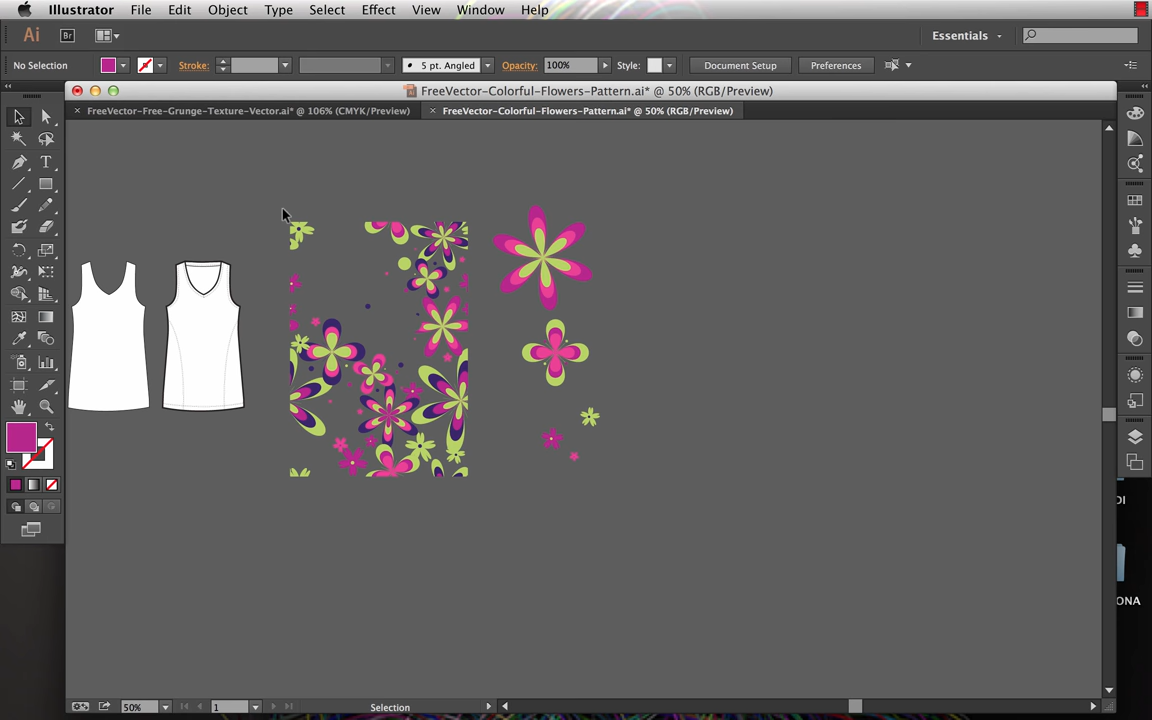 Illustrator File Edit Object Type Select Effect View Window Help
Ai Br Essentials
No Selection Stroke: 5 pt. Angled Opacity: 100% Style: Document Setup Preferences
FreeVector-Colorful-Flowers-Pattern.ai* @ 50% (RGB/Preview)
FreeVector-Free-Grunge-Texture-Vector.ai* @ 106% (CMYK/Preview) FreeVector-Colorful-Flowers-Pattern.ai* @ 50% (RGB/Preview)
T
DI
ONA
50% 1 Selection